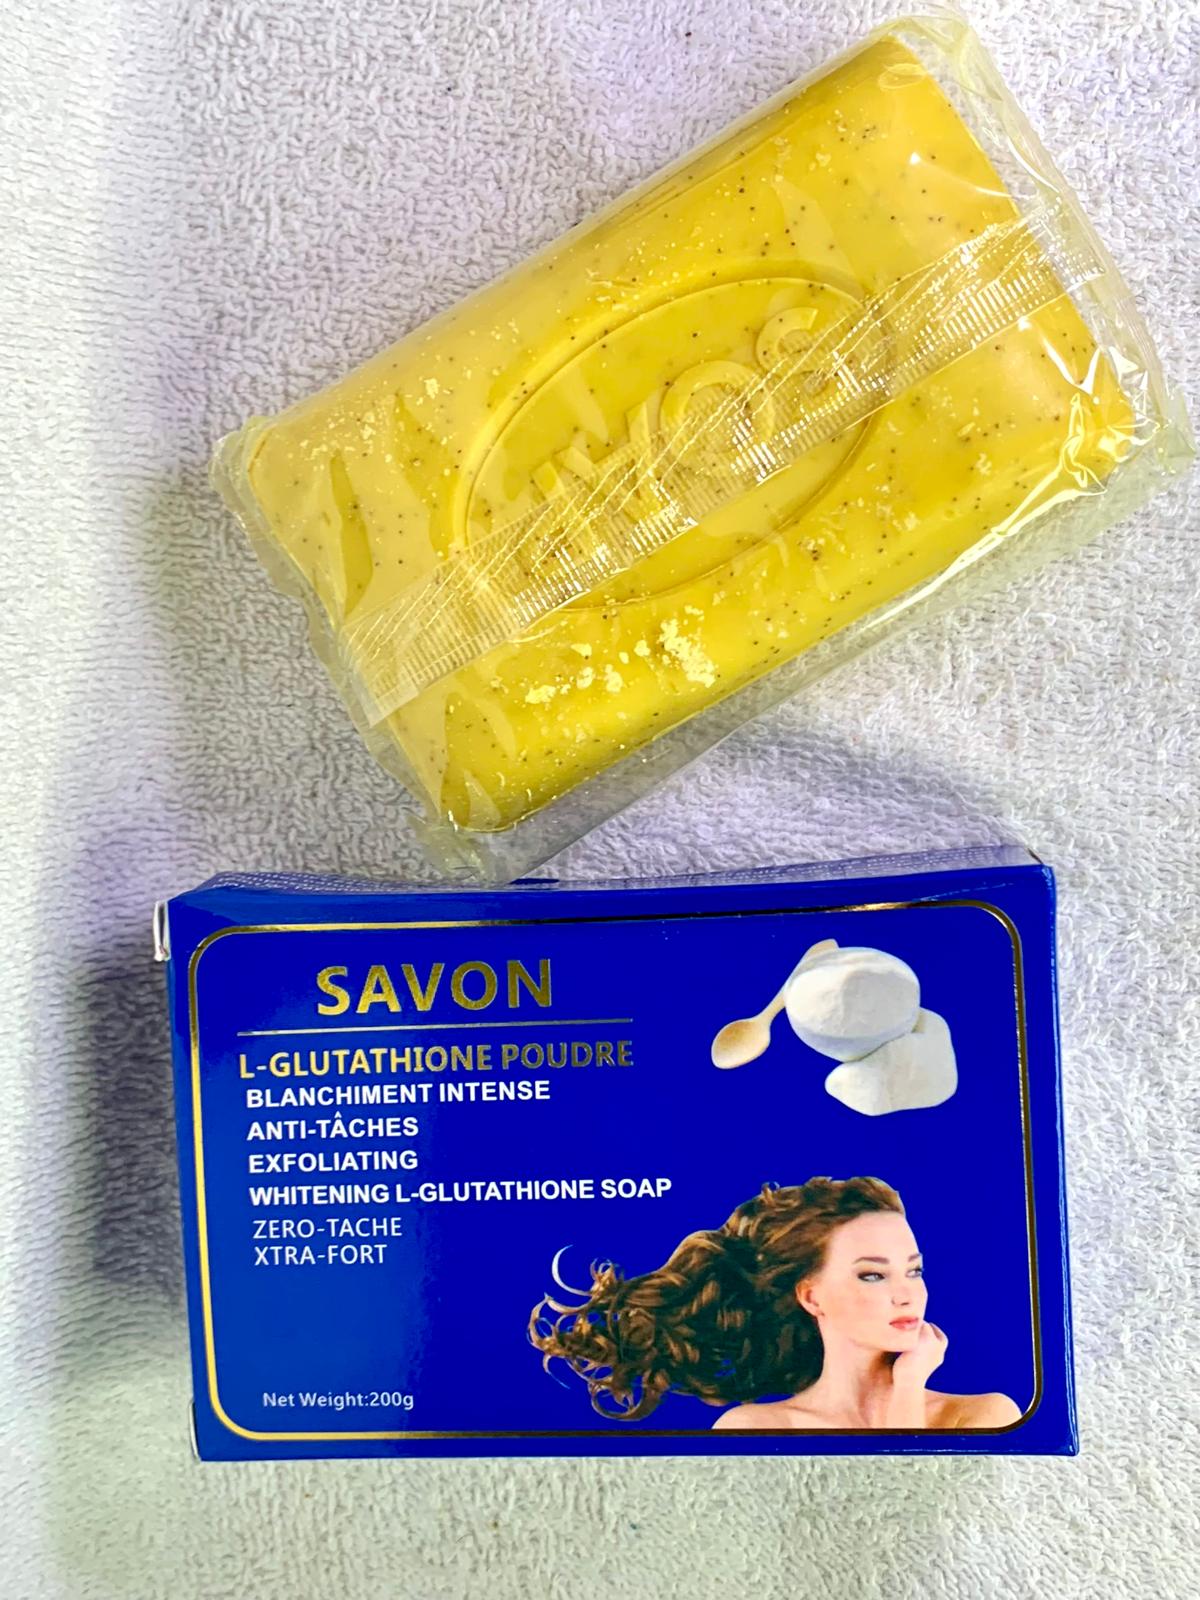 SAVON
L-GLUTATHIONE POUDRE
BLANCHIMENT INTENSE
ANTI-TÂCHES
EXFOLIATING
WHITENING L-GLUTATHIONE SOAP
ZERO-TACHE
XTRA-FORT
Net Weight:200g